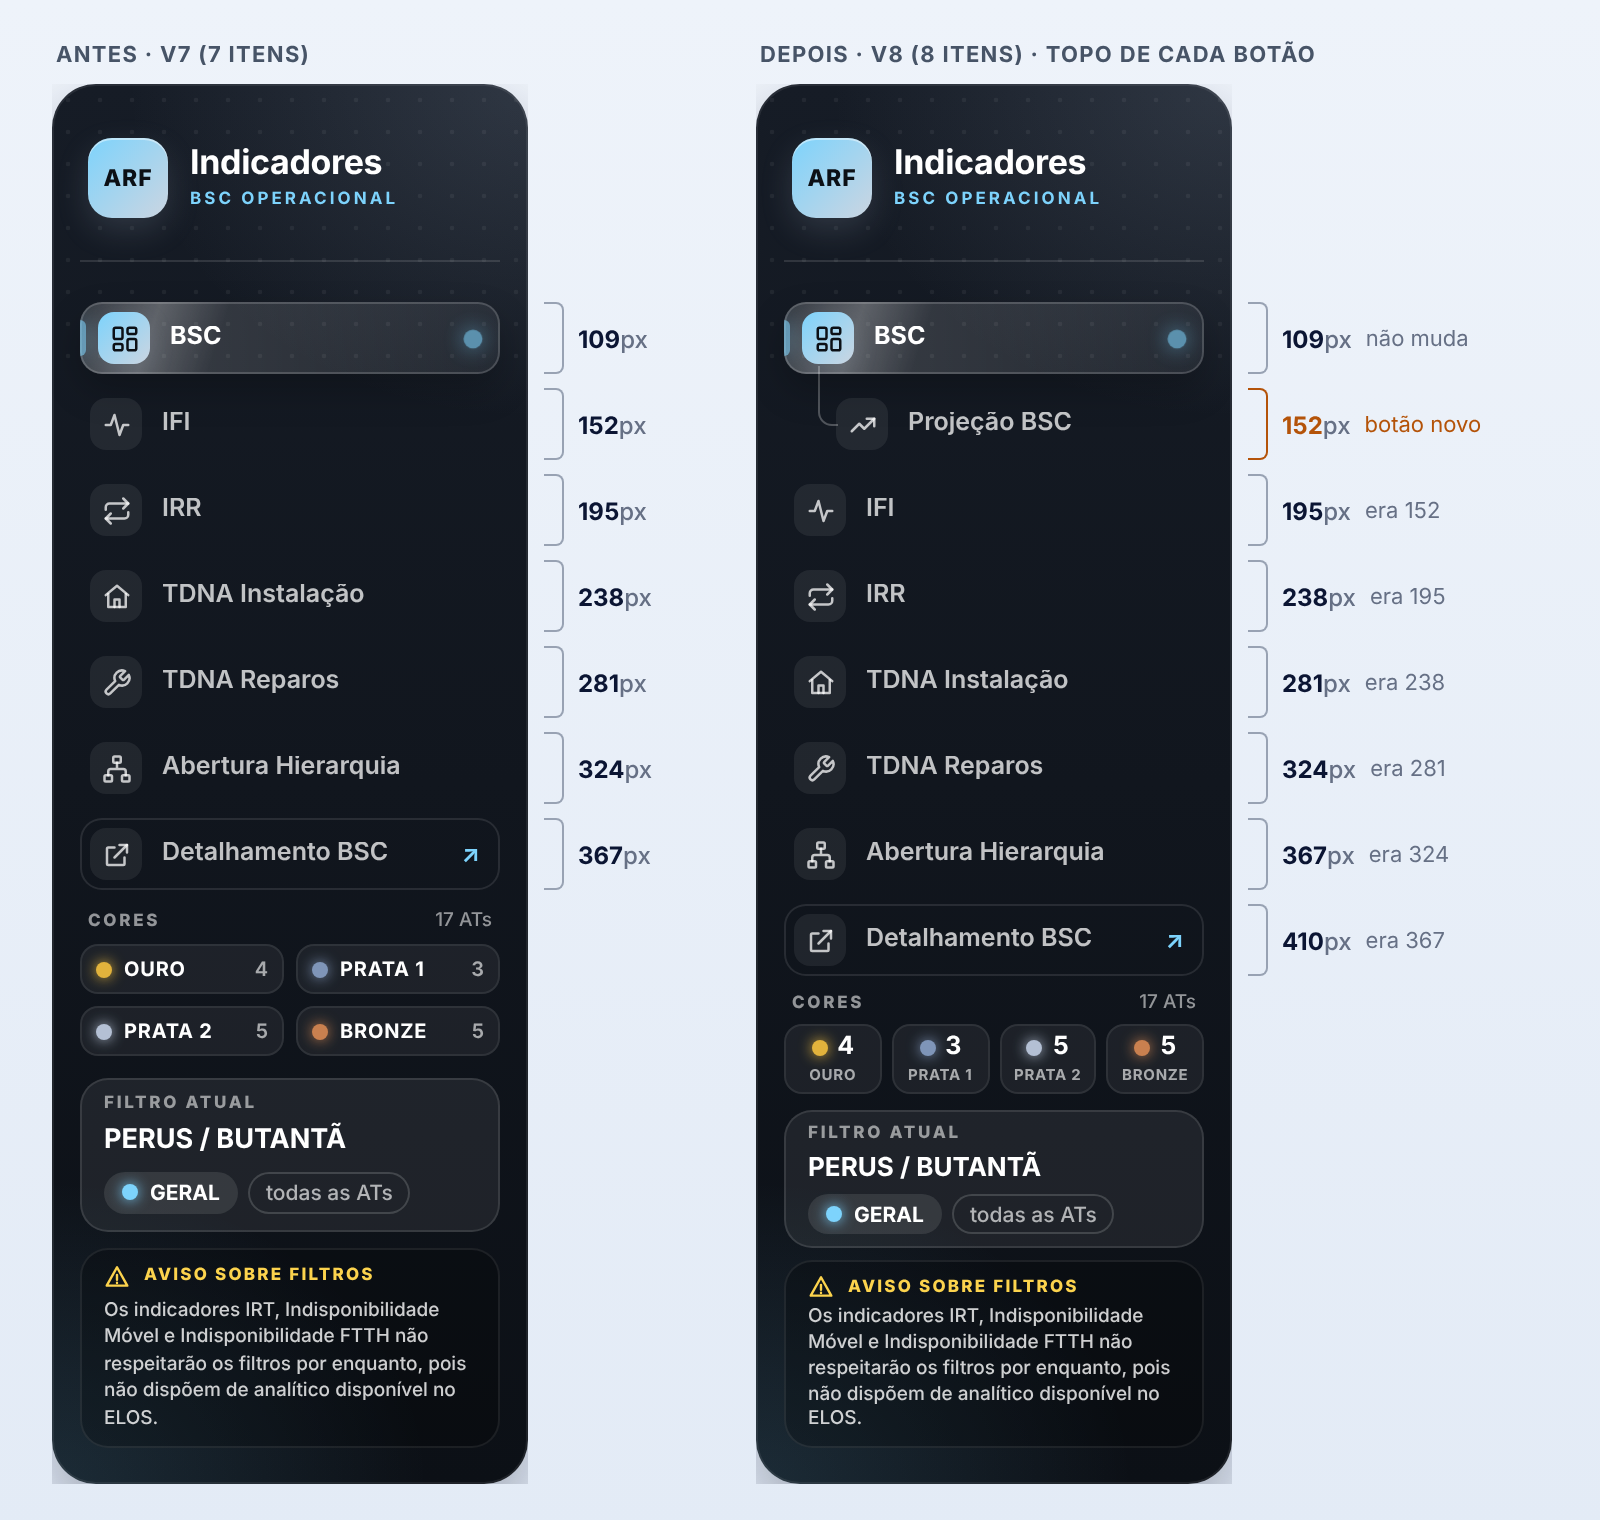 ANTES · V7 (7 ITENS)
ARF
Indicadores
BSC OPERACIONAL
BSC
109px
IFI
152px
IRR
195px
TDNA Instalação
238px
TDNA Reparos
281px
Abertura Hierarquia
324px
Detalhamento BSC
367px
CORES 17 ATs
OURO 4 PRATA 1 3
PRATA 2 5 BRONZE 5
FILTRO ATUAL
PERUS / BUTANTÃ
GERAL todas as ATs
AVISO SOBRE FILTROS
Os indicadores IRT, Indisponibilidade
Móvel e Indisponibilidade FTTH não
respeitarão os filtros por enquanto, pois
não dispõem de analítico disponível no
ELOS.
DEPOIS · V8 (8 ITENS) · TOPO DE CADA BOTÃO
ARF
Indicadores
BSC OPERACIONAL
BSC
109px não muda
Projeção BSC
152px botão novo
IFI
195px era 152
IRR
238px era 195
TDNA Instalação
281px era 238
TDNA Reparos
324px era 281
Abertura Hierarquia
367px era 324
Detalhamento BSC
410px era 367
CORES 17 ATs
4 3 5 5
OURO PRATA 1 PRATA 2 BRONZE
FILTRO ATUAL
PERUS / BUTANTÃ
GERAL todas as ATs
AVISO SOBRE FILTROS
Os indicadores IRT, Indisponibilidade
Móvel e Indisponibilidade FTTH não
respeitarão os filtros por enquanto, pois
não dispõem de analítico disponível no
ELOS.